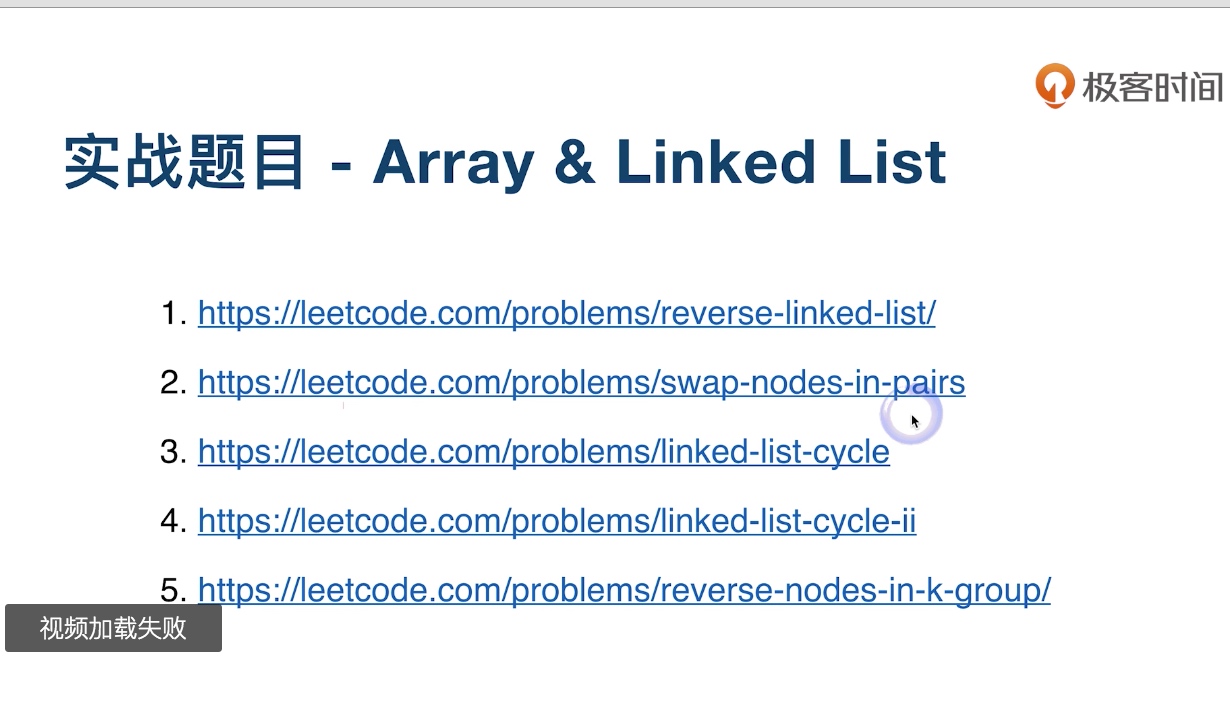 极客时间
实战题目 - Array & Linked List
1. https://leetcode.com/problems/reverse-linked-list/
2. https://leetcode.com/problems/swap-nodes-in-pairs
3. https://leetcode.com/problems/linked-list-cycle
4. https://leetcode.com/problems/linked-list-cycle-ii
5. https://leetcode.com/problems/reverse-nodes-in-k-group/
视频加载失败